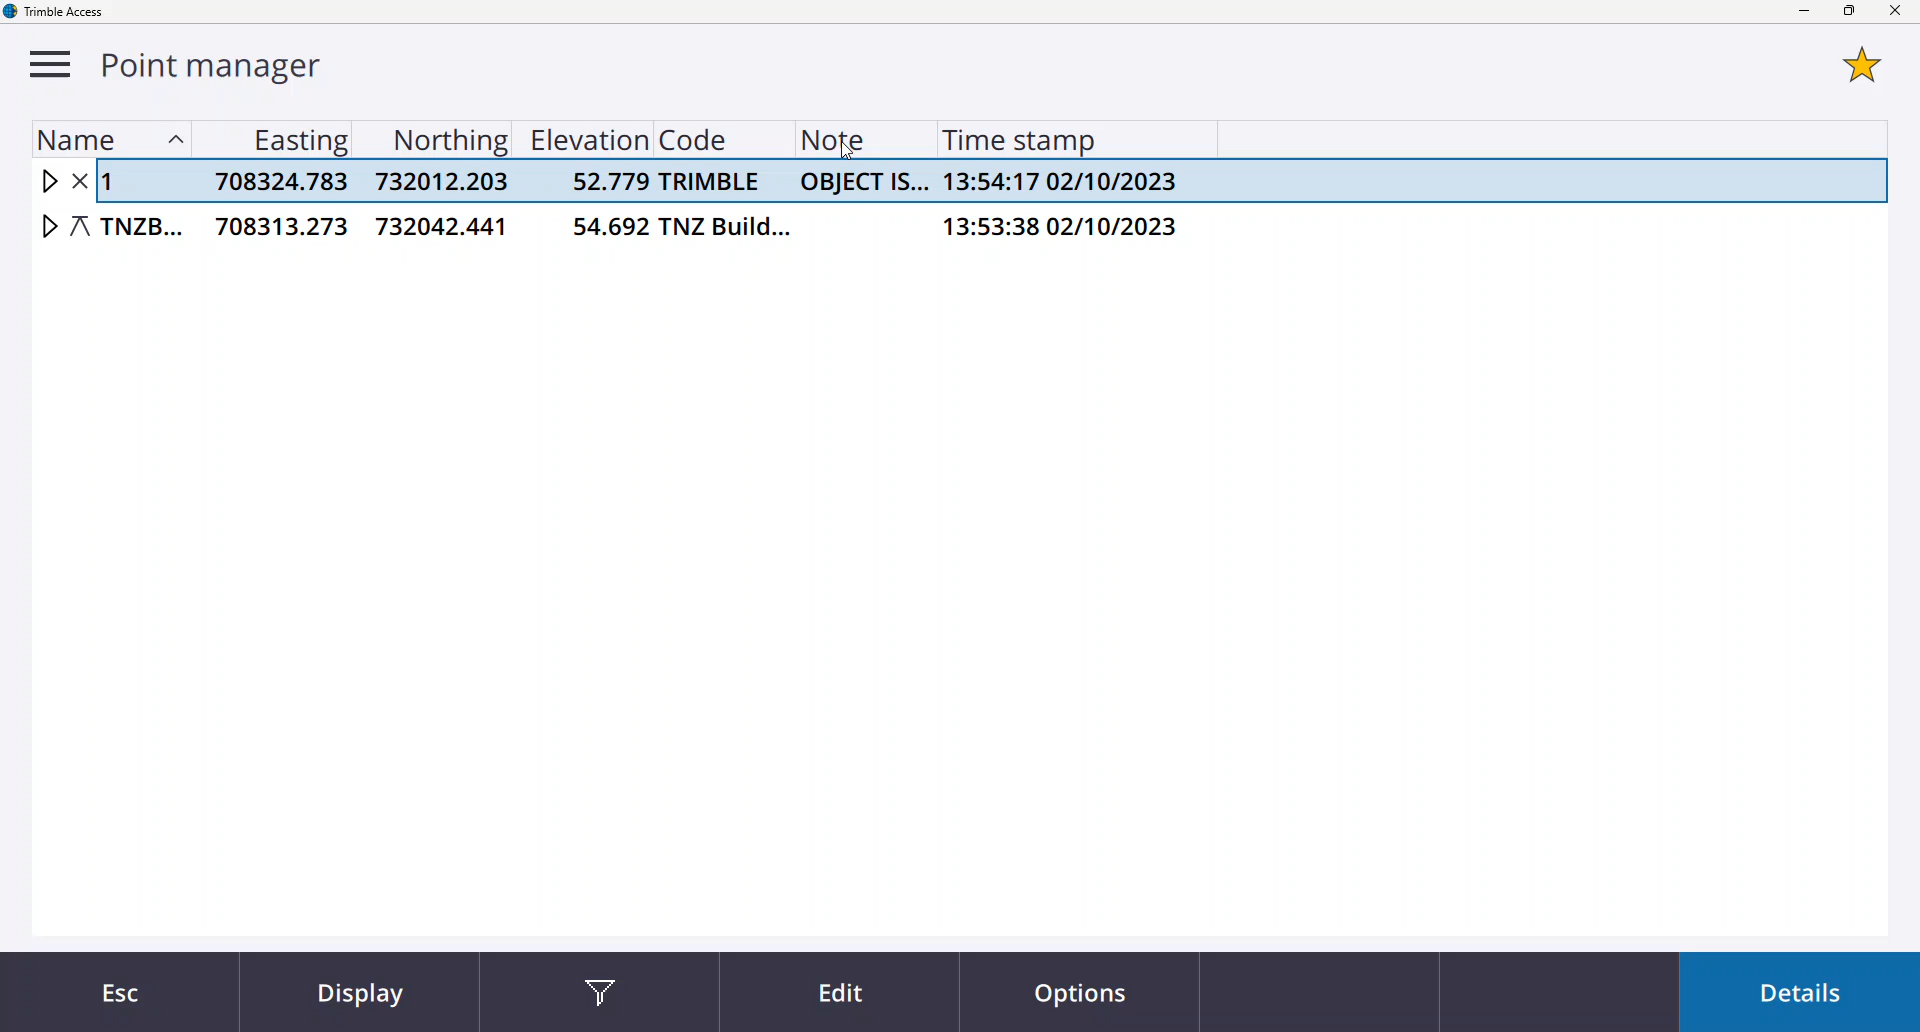 Trimble Access
Point manager
Name Easting Northing Elevation Code Note Time stamp
1 708324.783 732012.203 52.779 TRIMBLE OBJECT IS... 13:54:17 02/10/2023
TNZB... 708313.273 732042.441 54.692 TNZ Build... 13:53:38 02/10/2023
Esc Display Edit Options Details